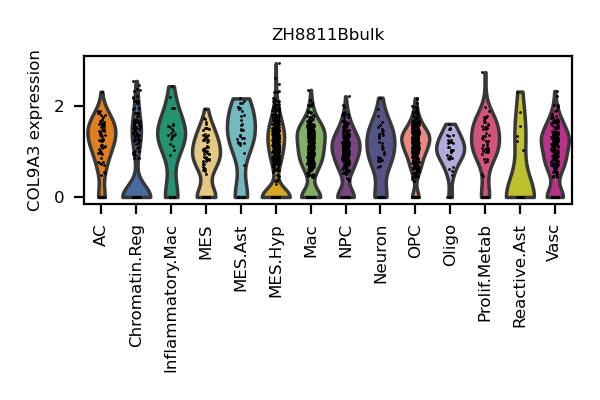 ZH8811Bbulk
COL9A3 expression
2
0
AC
Chromatin.Reg
Inflammatory.Mac
MES
MES.Ast
MES.Hyp
Mac
NPC
Neuron
OPC
Oligo
Prolif.Metab
Reactive.Ast
Vasc